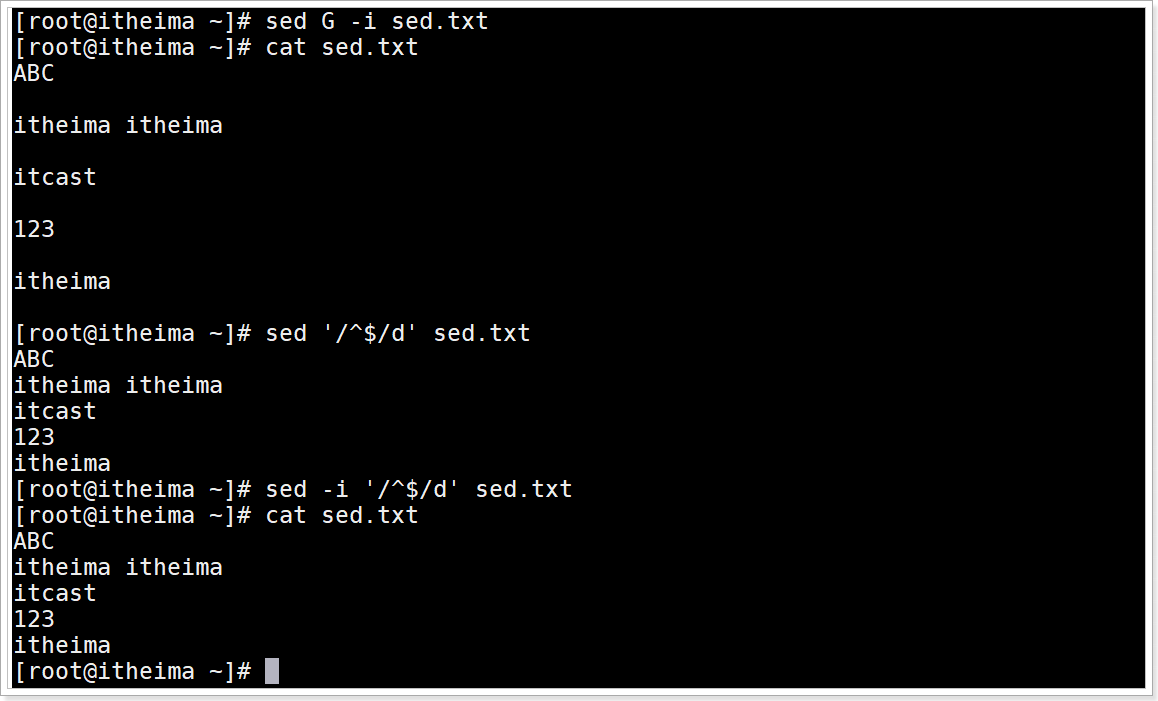 [root@itheima ~]# sed G -i sed.txt
[root@itheima ~]# cat sed.txt
ABC
itheima itheima
itcast
123
itheima
[root@itheima ~]# sed '/^$/d' sed.txt
ABC
itheima itheima
itcast
123
itheima
[root@itheima ~]# sed -i '/^$/d' sed.txt
[root@itheima ~]# cat sed.txt
ABC
itheima itheima
itcast
123
itheima
[root@itheima ~]#